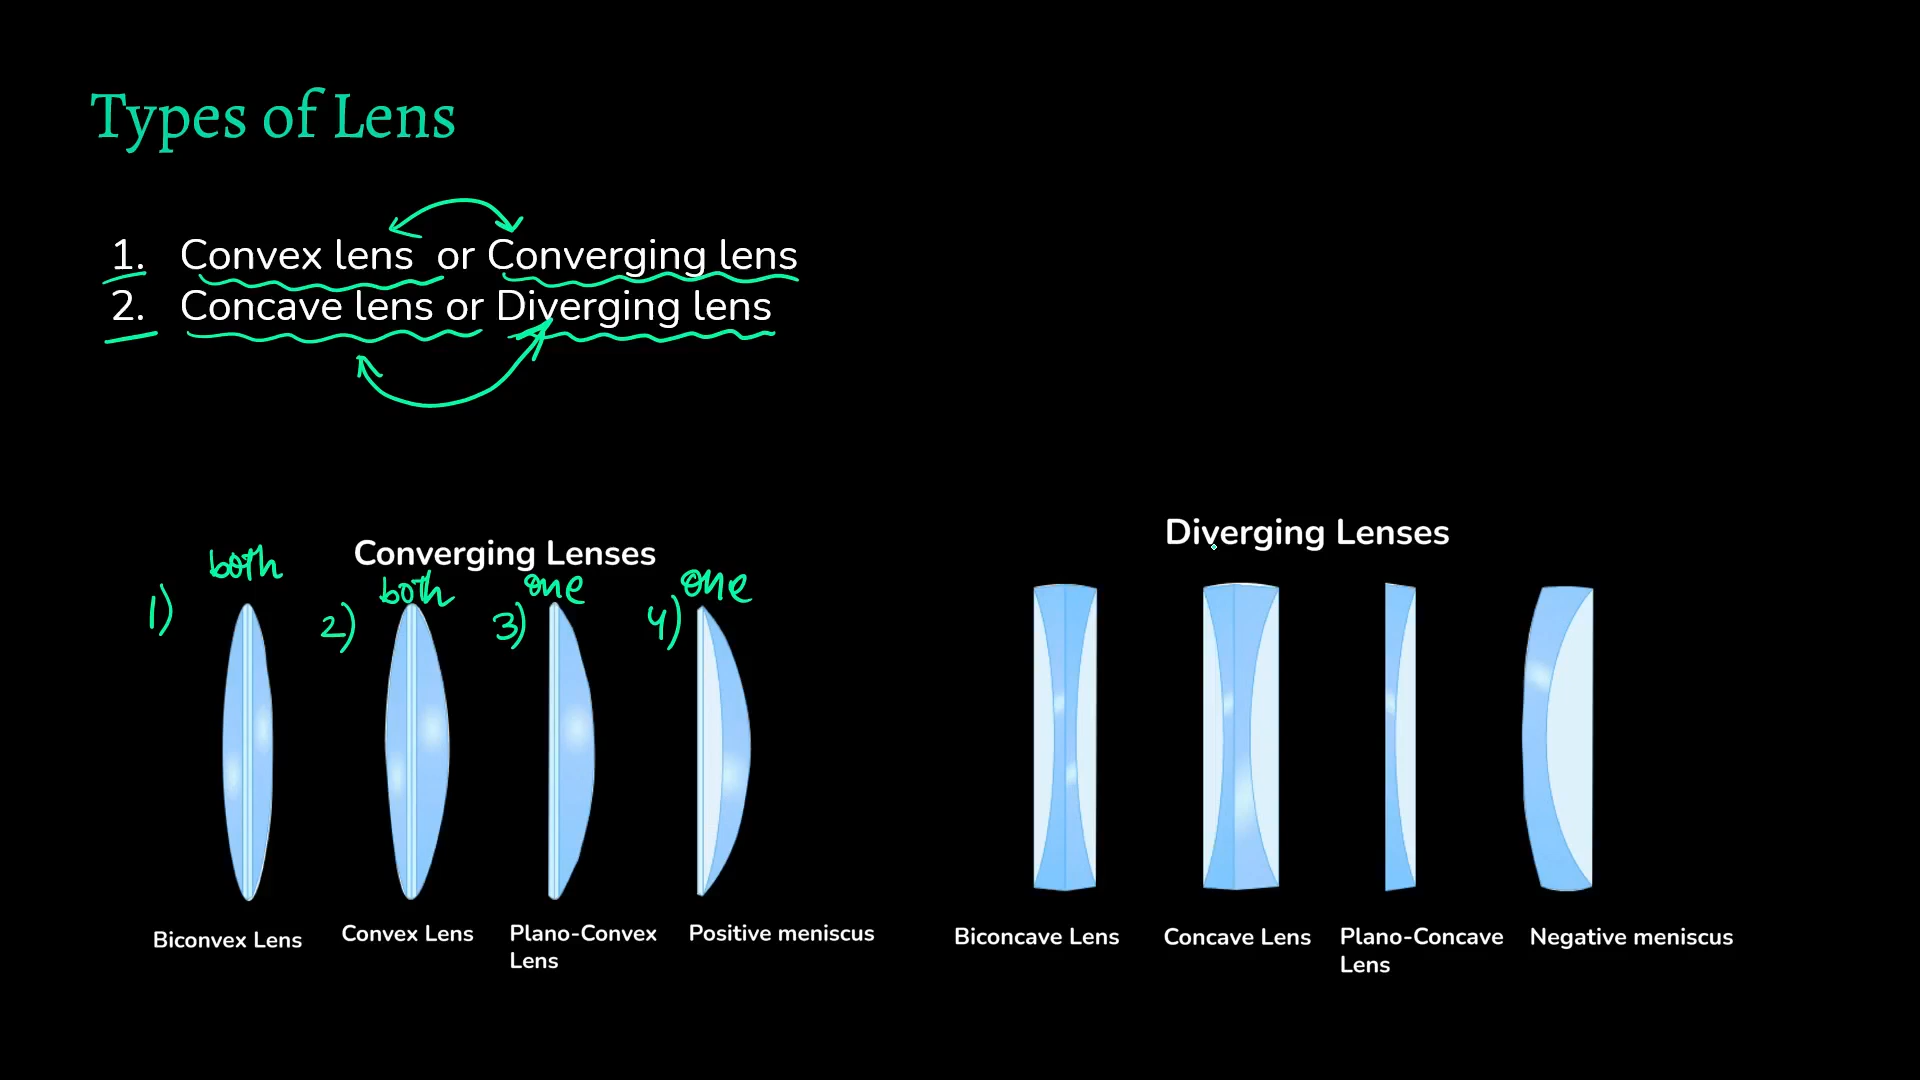 Types of Lens
1. Convex lens or Converging lens
2. Concave lens or Diverging lens
Converging Lenses
both
both
one
one
1)
2)
3)
4)
Biconvex Lens
Convex Lens
Plano-Convex
Lens
Positive meniscus
Diverging Lenses
Biconcave Lens
Concave Lens
Plano-Concave
Lens
Negative meniscus